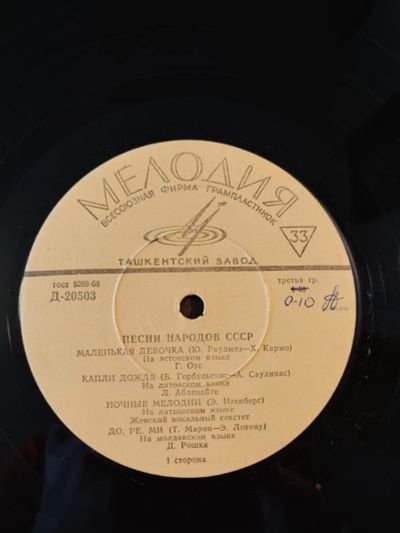 МЕЛОДИЯ
ВСЕСОЮЗНАЯ ФИРМА ГРАМПЛАСТИНОК
33
ТАШКЕНТСКИЙ ЗАВОД
ГОСТ 5289-68
Д-20503
третья гр.
0-10
ПЕСНИ НАРОДОВ СССР
МАЛЕНЬКАЯ ДЕВОЧКА (Ю. Раудмяэ—Х. Кармо)
На эстонском языке
Г. Отс
КАПЛИ ДОЖДЯ (Б. Горбульскис—А. Саулинас)
На литовском языке
Л. Абленайте
НОЧНЫЕ МЕЛОДИИ (Э. Игенберг)
На латышском языке
Женский вокальный секстет
ДО, РЕ, МИ (Т. Марин—Э. Лотяну)
На молдавском языке
Д. Рошка
1 сторона